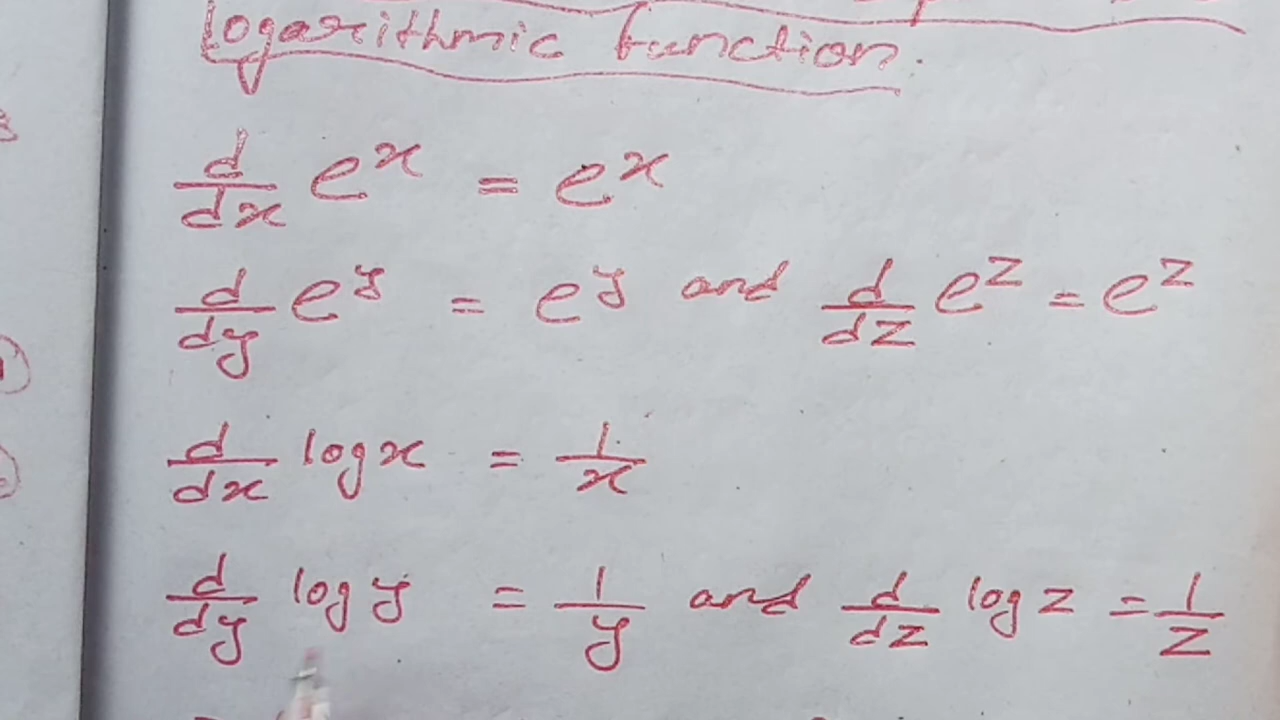 logarithmic function.
d/dx e^x = e^x
d/dy e^y = e^y and d/dz e^z = e^z
d/dx log x = 1/x
d/dy log y = 1/y and d/dz log z = 1/z